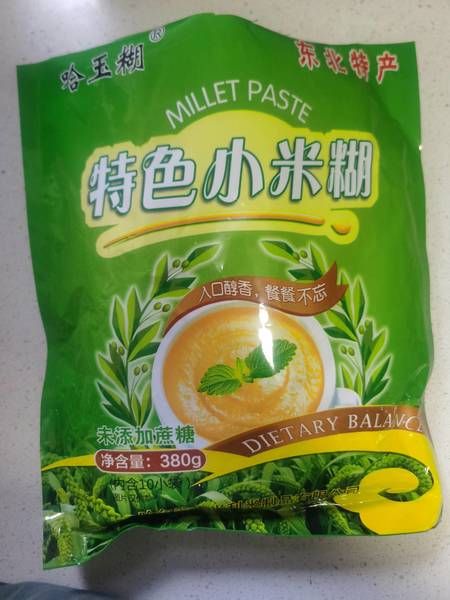 哈玉糊®
东北特产
MILLET PASTE
特色小米糊
入口醇香，餐餐不忘
未添加蔗糖
DIETARY BALANC
净含量：380g
(内含10小袋)